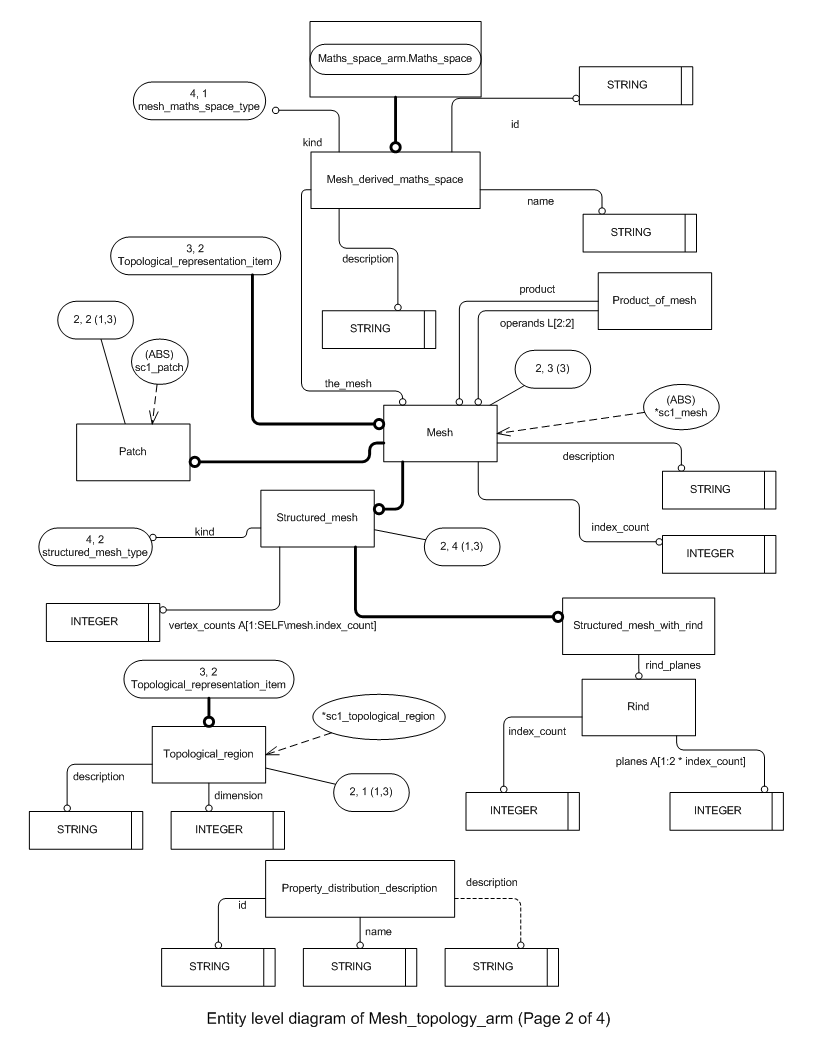 Maths_space_arm.Maths_space
4, 1
mesh_maths_space_type
STRING
id
kind
Mesh_derived_maths_space
name
STRING
3, 2
Topological_representation_item
description
product
Product_of_mesh
operands L[2:2]
2, 2 (1,3)
STRING
(ABS)
sc1_patch
2, 3 (3)
the_mesh
(ABS)
*sc1_mesh
Mesh
Patch
description
STRING
Structured_mesh
index_count
kind
4, 2
structured_mesh_type
2, 4 (1,3)
INTEGER
INTEGER
vertex_counts A[1:SELF\mesh.index_count]
Structured_mesh_with_rind
3, 2
Topological_representation_item
rind_planes
Rind
*sc1_topological_region
index_count
Topological_region
planes A[1:2 * index_count]
description
2, 1 (1,3)
dimension
INTEGER
INTEGER
STRING
INTEGER
Property_distribution_description
description
id
name
STRING
STRING
STRING
Entity level diagram of Mesh_topology_arm (Page 2 of 4)